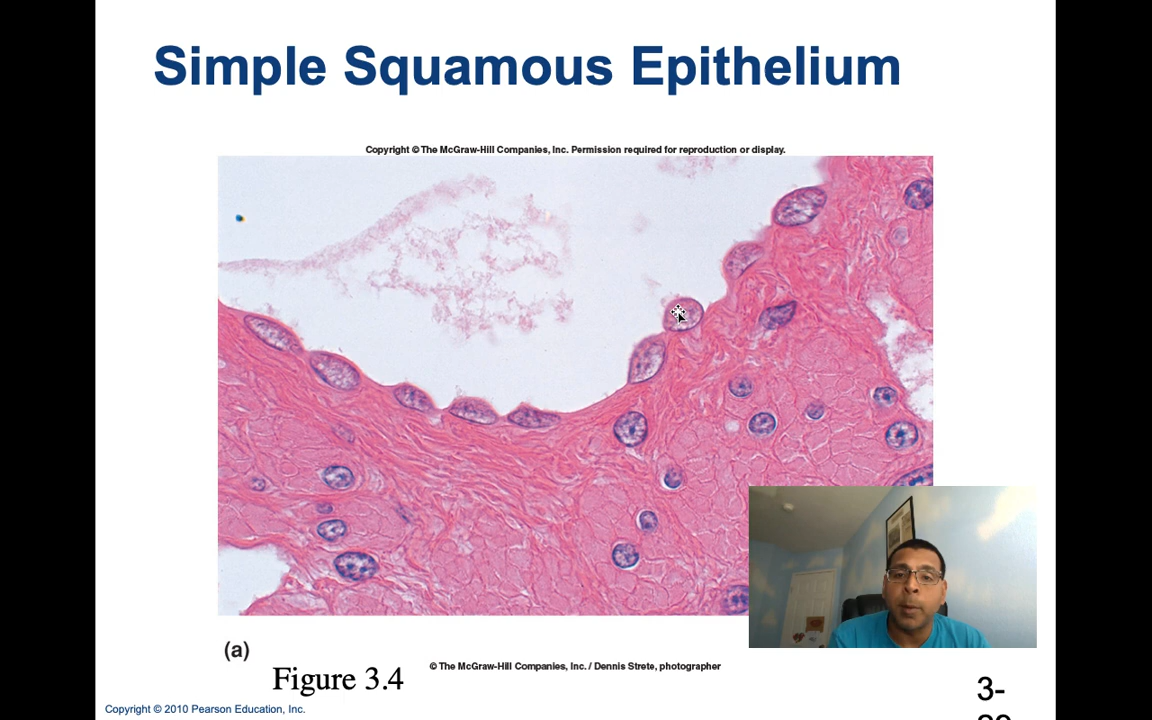 Simple Squamous Epithelium
Copyright © The McGraw-Hill Companies, Inc. Permission required for reproduction or display.
(a)
Figure 3.4
© The McGraw-Hill Companies, Inc. / Dennis Strete, photographer
3-
Copyright © 2010 Pearson Education, Inc.